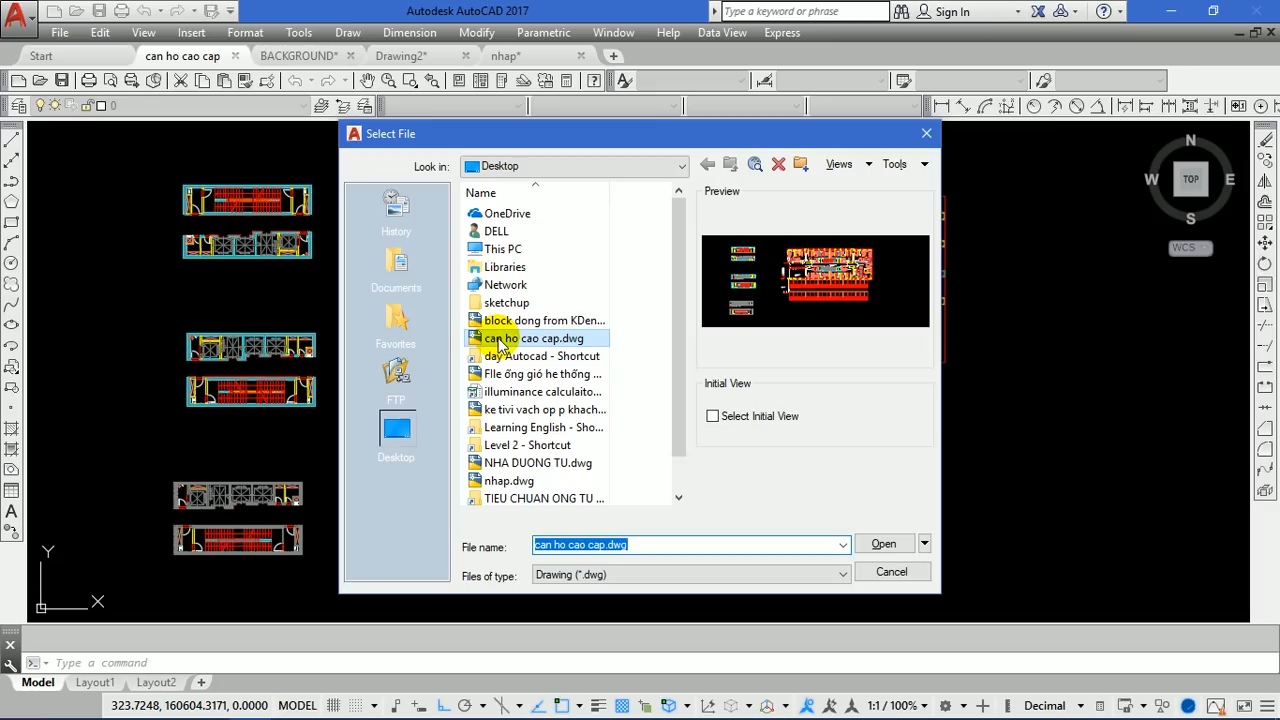 Autodesk AutoCAD 2017
Type a keyword or phrase
Sign In
File Edit View Insert Format Tools Draw Dimension Modify Parametric Window Help Data View Express
Start
can ho cao cap
BACKGROUND*
Drawing2*
nhap*
0
Select File
Look in:
Desktop
Views
Tools
History
Documents
Favorites
FTP
Desktop
Name
OneDrive
DELL
This PC
Libraries
Network
sketchup
block dong from KDen...
can ho cao cap.dwg
day Autocad - Shortcut
FIle ống gió he thống ...
illuminance calculaito...
ke tivi vach op p khach...
Learning English - Sho...
Level 2 - Shortcut
NHA DUONG TU.dwg
nhap.dwg
TIEU CHUAN ONG TU ...
Preview
Initial View
Select Initial View
File name:
can ho cao cap.dwg
Open
Files of type:
Drawing (*.dwg)
Cancel
N
W
TOP
E
S
WCS
Y
X
Type a command
Model
Layout1
Layout2
323.7248, 160604.3171, 0.0000
MODEL
1:1 / 100%
Decimal